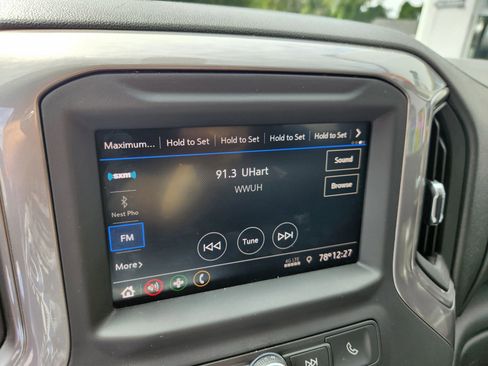 Maximum... Hold to Set Hold to Set Hold to Set Hold to Set
sxm
91.3 UHart
Sound
WWUH
Browse
Nest Pho
FM
Tune
More
4G LTE
78° 12:27